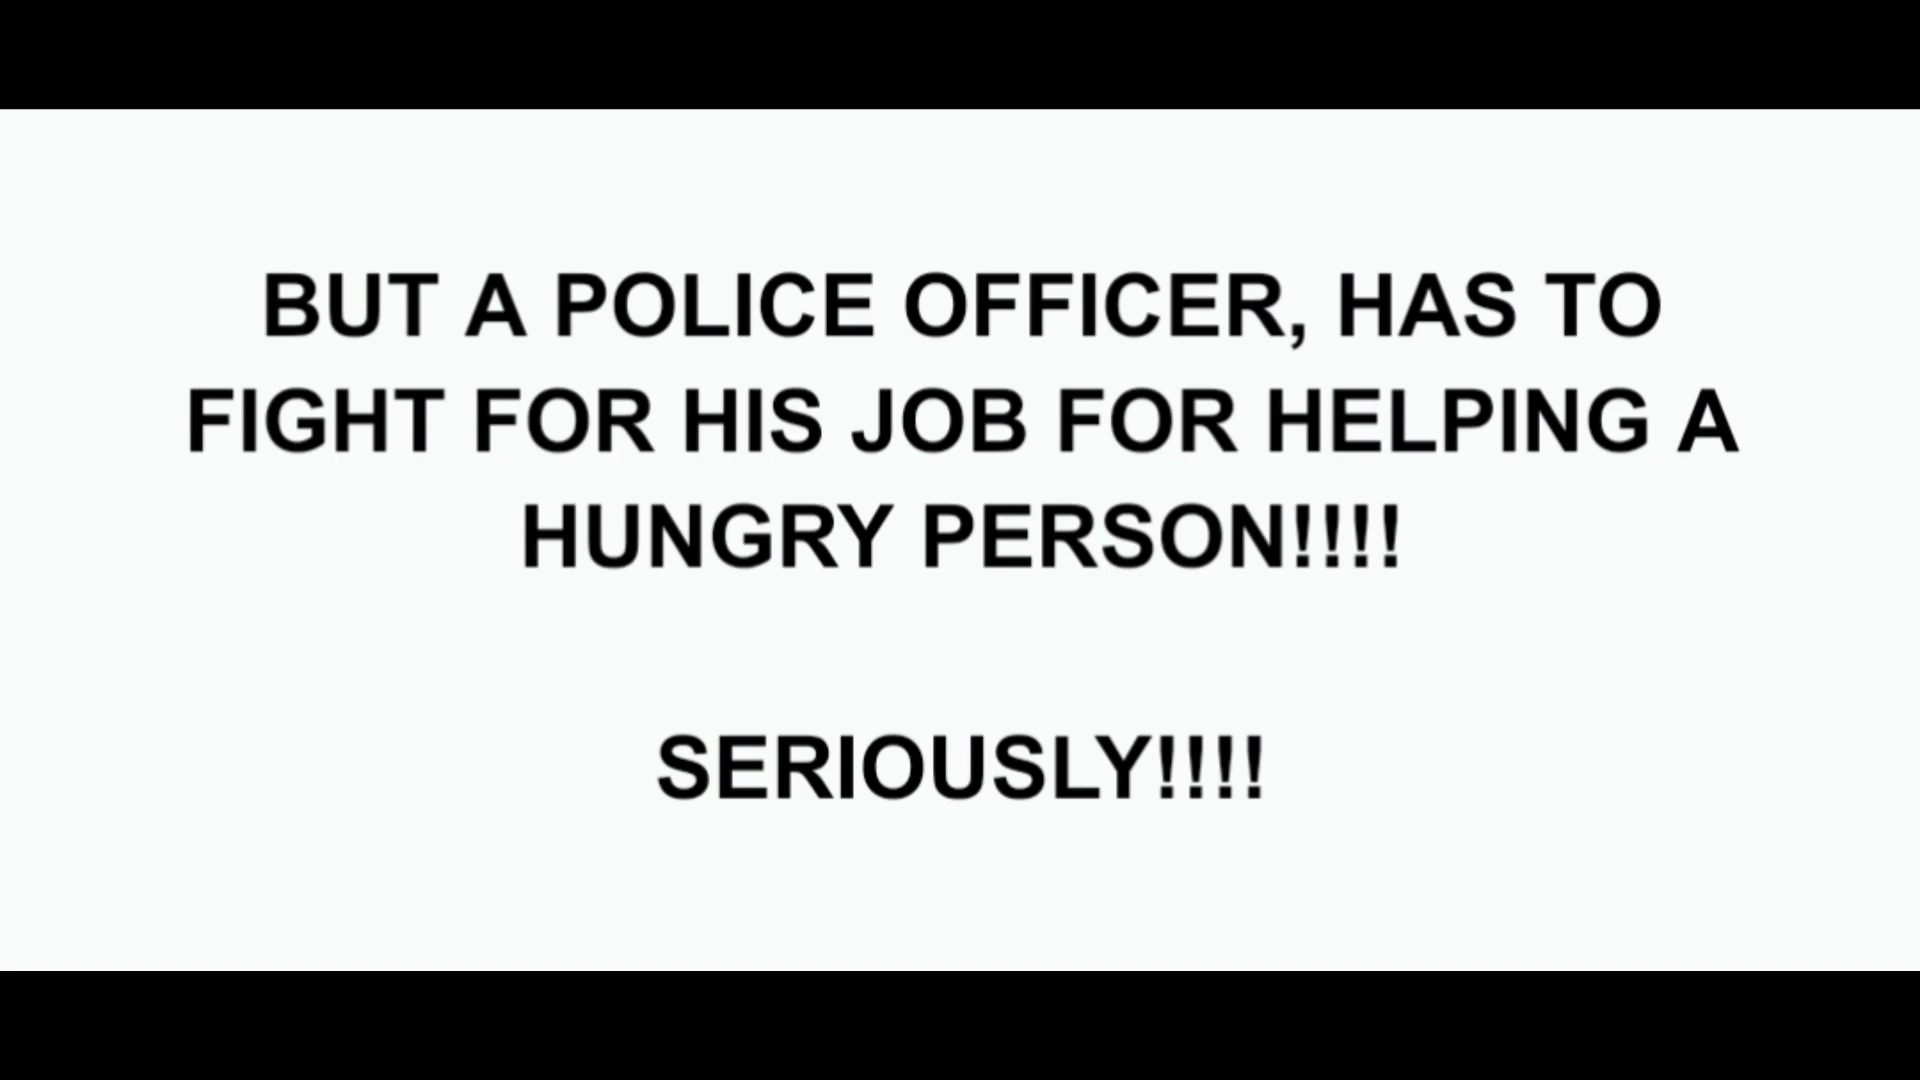 BUT A POLICE OFFICER, HAS TO
FIGHT FOR HIS JOB FOR HELPING A
HUNGRY PERSON!!!!
SERIOUSLY!!!!